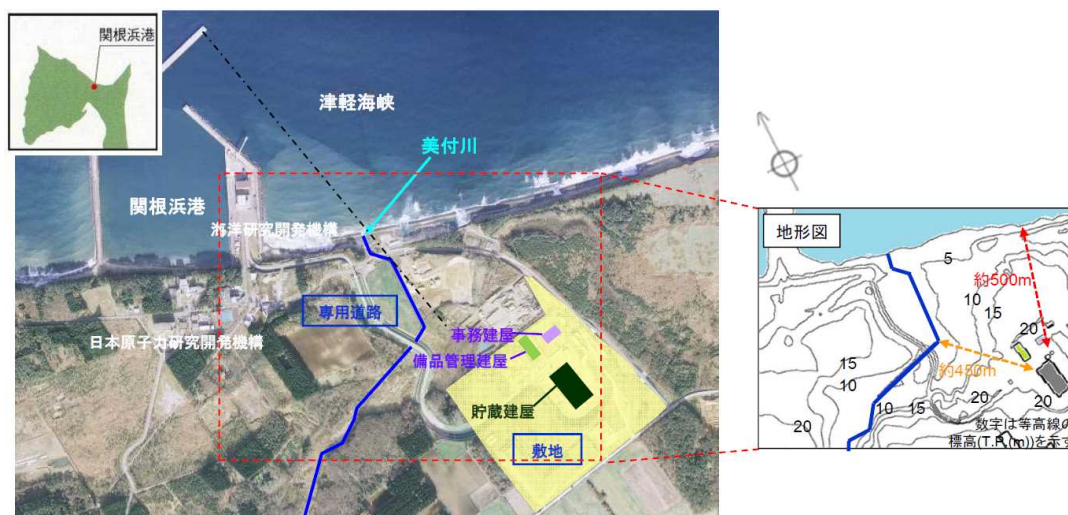 関根浜港
津軽海峡
美付川
関根浜港
海洋研究開発機構
専用道路
日本原子力研究開発機構
事務建屋
備品管理建屋
貯蔵建屋
敷地
地形図
5
約500m
10
15
20
約450m
15
10
20
10
15
20
20
数字は等高線の
標高(T.P.(m))を示す